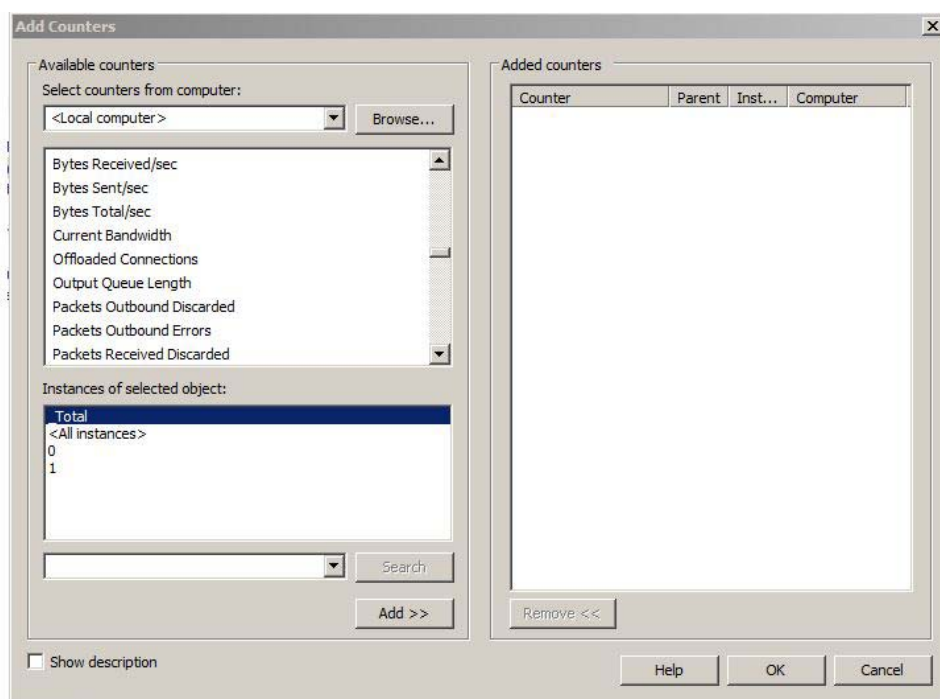 Add Counters
Available counters
Select counters from computer:
<Local computer>
Browse...
Bytes Received/sec
Bytes Sent/sec
Bytes Total/sec
Current Bandwidth
Offloaded Connections
Output Queue Length
Packets Outbound Discarded
Packets Outbound Errors
Packets Received Discarded
Instances of selected object:
_Total
<All instances>
0
1
Search
Add >>
Show description
Added counters
Counter Parent Inst... Computer
Remove <<
Help OK Cancel